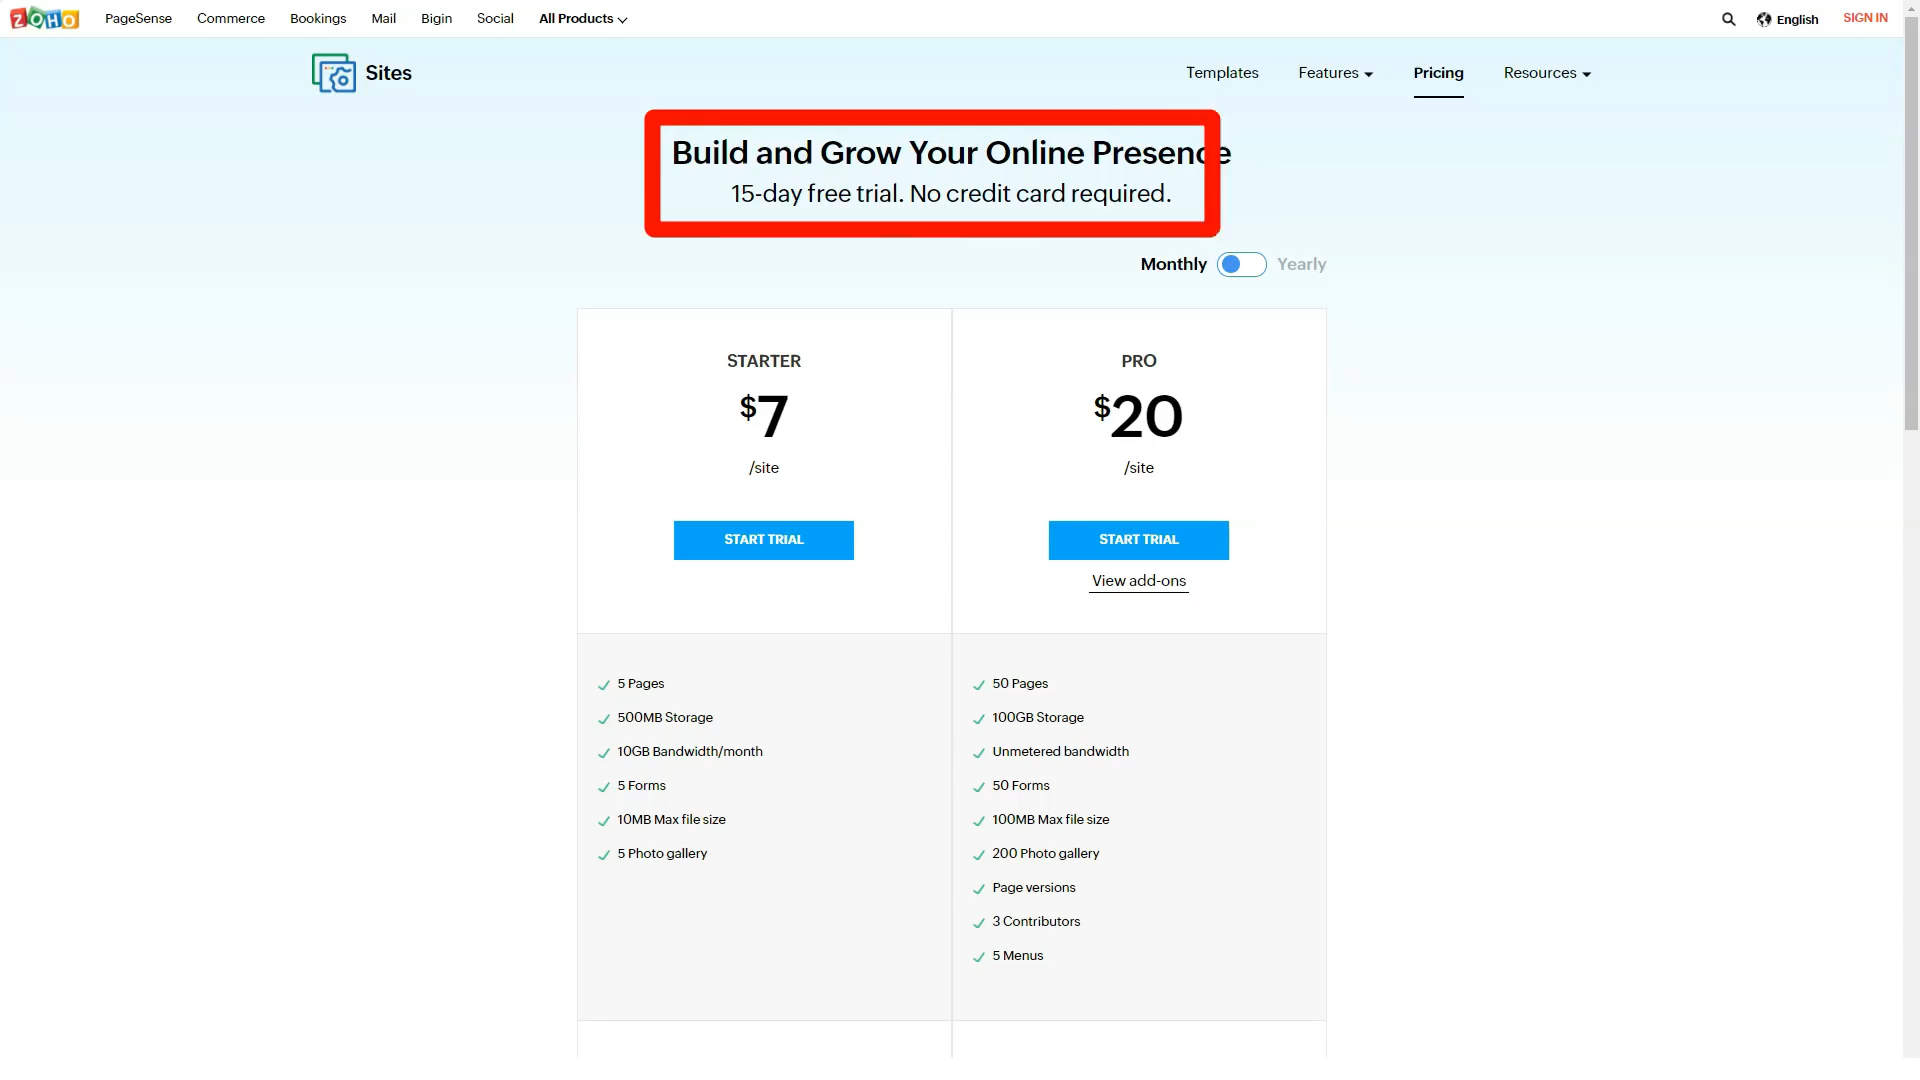 ZOHO PageSense Commerce Bookings Mail Bigin Social All Products English SIGN IN
Sites Templates Features Pricing Resources
Build and Grow Your Online Presence
15-day free trial. No credit card required.
Monthly Yearly
STARTER
$7
/site
START TRIAL
5 Pages
500MB Storage
10GB Bandwidth/month
5 Forms
10MB Max file size
5 Photo gallery
PRO
$20
/site
START TRIAL
View add-ons
50 Pages
100GB Storage
Unmetered bandwidth
50 Forms
100MB Max file size
200 Photo gallery
Page versions
3 Contributors
5 Menus